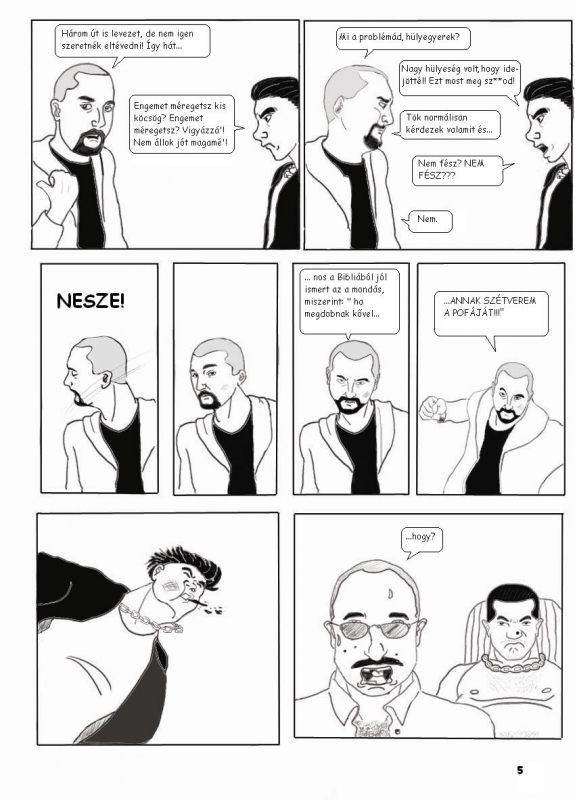 Három út is levezet, de nem igen
szeretnék eltévedni! Így hát...
Engemet méregetsz kis
köcsög? Engemet
méregetsz? Vigyázzá'!
Nem állok jót magamé'!
Mi a problémád, hülyegyerek?
Nagy hülyeség volt, hogy ide-
jöttél! Ezt most meg sz**od!
Tök normálisan
kérdezek valamit és...
Nem fész? NEM
FÉSZ???
Nem.
NESZE!
... nos a Bibliából jól
ismert az a mondás,
miszerint: " ha
megdobnak kővel...
...ANNAK SZÉTVEREM
A POFÁJÁT!!!"
...hogy?
5